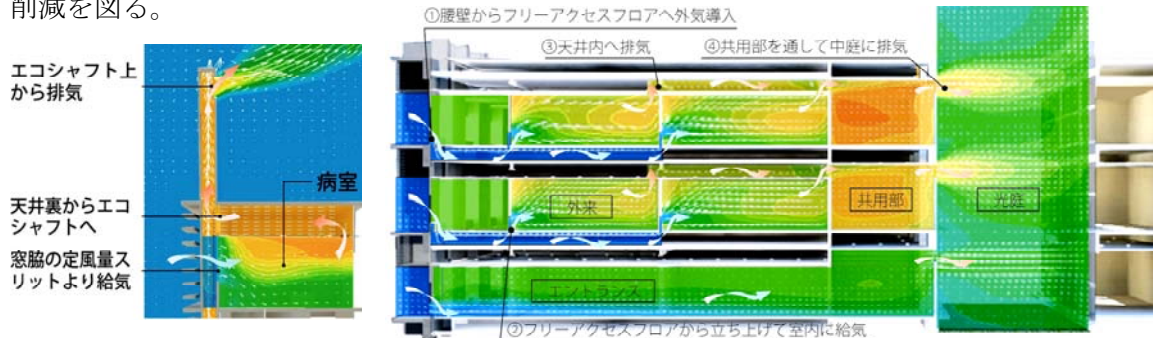 削減を図る。
エコシャフト上
から排気
病室
天井裏からエコ
シャフトへ
窓脇の定風量ス
リットより給気
①腰壁からフリーアクセスフロアへ外気導入
③天井内へ排気
④共用部を通して中庭に排気
外来
共用部
光庭
エントランス
②フリーアクセスフロアから立ち上げて室内に給気